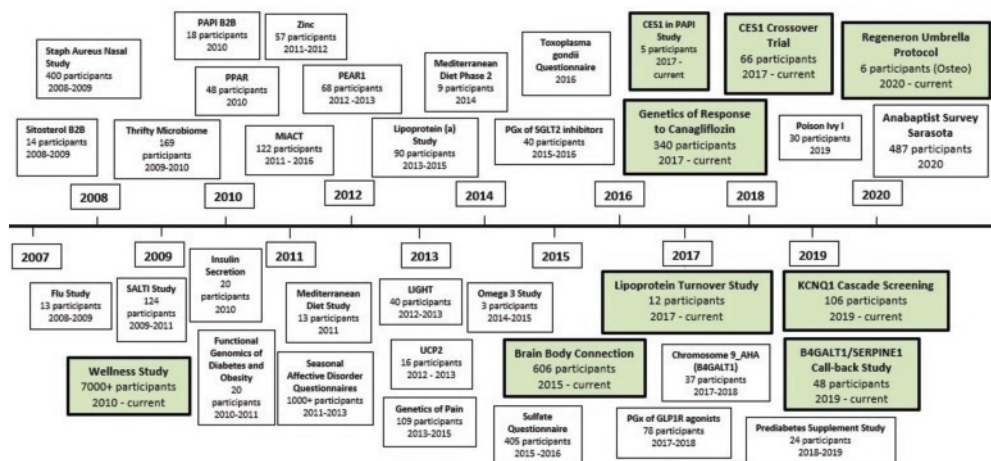 PAPI B2B
18 participants
2010
Zinc
57 participants
2011-2012
CES1 in PAPI
Study
5 participants
2017 -
current
CES1 Crossover
Trial
66 participants
2017 - current
Regeneron Umbrella
Protocol
6 participants (Osteo)
2020 - current
Staph Aureus Nasal
Study
400 participants
2008-2009
PPAR
48 participants
2010
PEAR1
68 participants
2012 -2013
Mediterranean
Diet Phase 2
9 participants
2014
Toxoplasma
gondii
Questionnaire
2016
Sitosterol B2B
14 participants
2008-2009
Thrifty Microbiome
169
participants
2009-2010
MiACT
122 participants
2011 - 2016
Lipoprotein (a)
Study
90 participants
2013-2015
PGx of SGLT2 inhibitors
40 participants
2015-2016
Genetics of Response
to Canagliflozin
340 participants
2017 - current
Poison Ivy I
30 participants
2019
Anabaptist Survey
Sarasota
487 participants
2020
2008
2010
2012
2014
2016
2018
2020
2007
2009
2011
2013
2015
2017
2019
Flu Study
13 participants
2008-2009
SALTI Study
124
participants
2009-2011
Insulin
Secretion
20
participants
2010
Mediterranean
Diet Study
13 participants
2011
LIGHT
40 participants
2012-2013
Omega 3 Study
3 participants
2014-2015
Lipoprotein Turnover Study
12 participants
2017 - current
KCNQ1 Cascade Screening
106 participants
2019 - current
Wellness Study
7000+ participants
2010 - current
Functional
Genomics of
Diabetes and
Obesity
20
participants
2010-2011
Seasonal
Affective Disorder
Questionnaires
1000+ participants
2011-2013
UCP2
16 participants
2012 - 2013
Genetics of Pain
109 participants
2013-2015
Brain Body Connection
606 participants
2015 - current
Sulfate
Questionnaire
405 participants
2015 -2016
Chromosome 9_AHA
(B4GALT1)
37 participants
2017-2018
PGx of GLP1R agonists
78 participants
2017-2018
B4GALT1/SERPINE1
Call-back Study
48 participants
2019 - current
Prediabetes Supplement Study
24 participants
2018-2019